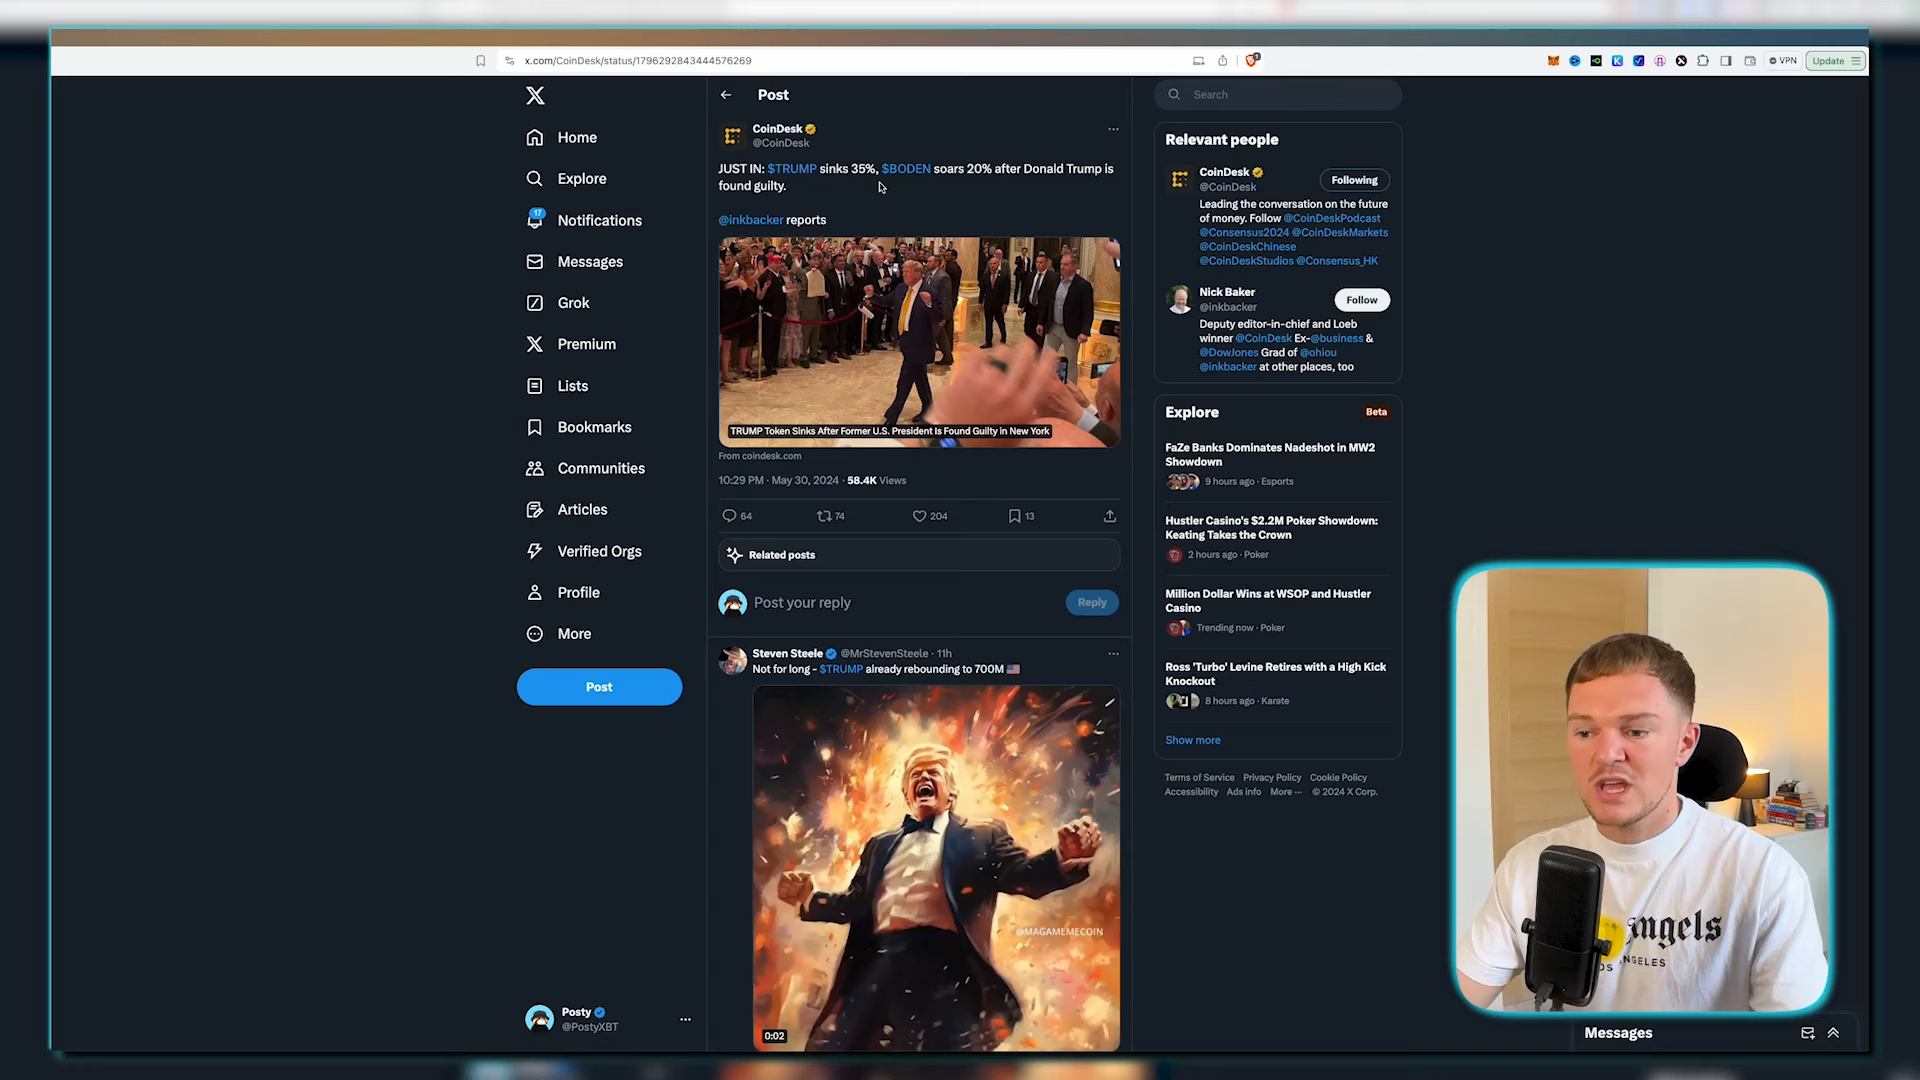 x.com/CoinDesk/status/1796292843444576269
VPN
Update
Home
Explore
17
Notifications
Messages
Grok
Premium
Lists
Bookmarks
Communities
Articles
Verified Orgs
Profile
More
Post
Posty
@PostyXBT
Post
CoinDesk
@CoinDesk
JUST IN: $TRUMP sinks 35%, $BODEN soars 20% after Donald Trump is
found guilty.
@inkbacker reports
TRUMP Token Sinks After Former U.S. President Is Found Guilty in New York
From coindesk.com
10:29 PM · May 30, 2024 · 58.4K Views
64
74
204
13
Related posts
Post your reply
Reply
Steven Steele @MrStevenSteele · 11h
Not for long - $TRUMP already rebounding to 700M
@MAGAMEMECOIN
0:02
Search
Relevant people
CoinDesk
@CoinDesk
Following
Leading the conversation on the future
of money. Follow @CoinDeskPodcast
@Consensus2024 @CoinDeskMarkets
@CoinDeskChinese
@CoinDeskStudios @Consensus_HK
Nick Baker
@inkbacker
Follow
Deputy editor-in-chief and Loeb
winner @CoinDesk Ex-@business &
@DowJones Grad of @ohiou
@inkbacker at other places, too
Explore
Beta
FaZe Banks Dominates Nadeshot in MW2
Showdown
9 hours ago · Esports
Hustler Casino's $2.2M Poker Showdown:
Keating Takes the Crown
2 hours ago · Poker
Million Dollar Wins at WSOP and Hustler
Casino
Trending now · Poker
Ross 'Turbo' Levine Retires with a High Kick
Knockout
8 hours ago · Karate
Show more
Terms of Service Privacy Policy Cookie Policy
Accessibility Ads info More ··· © 2024 X Corp.
Messages